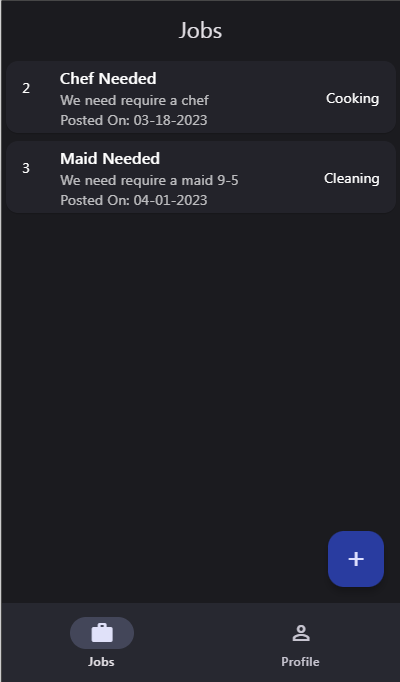 Jobs
2
Chef Needed
We need require a chef
Posted On: 03-18-2023
Cooking
3
Maid Needed
We need require a maid 9-5
Posted On: 04-01-2023
Cleaning
+
Jobs
Profile